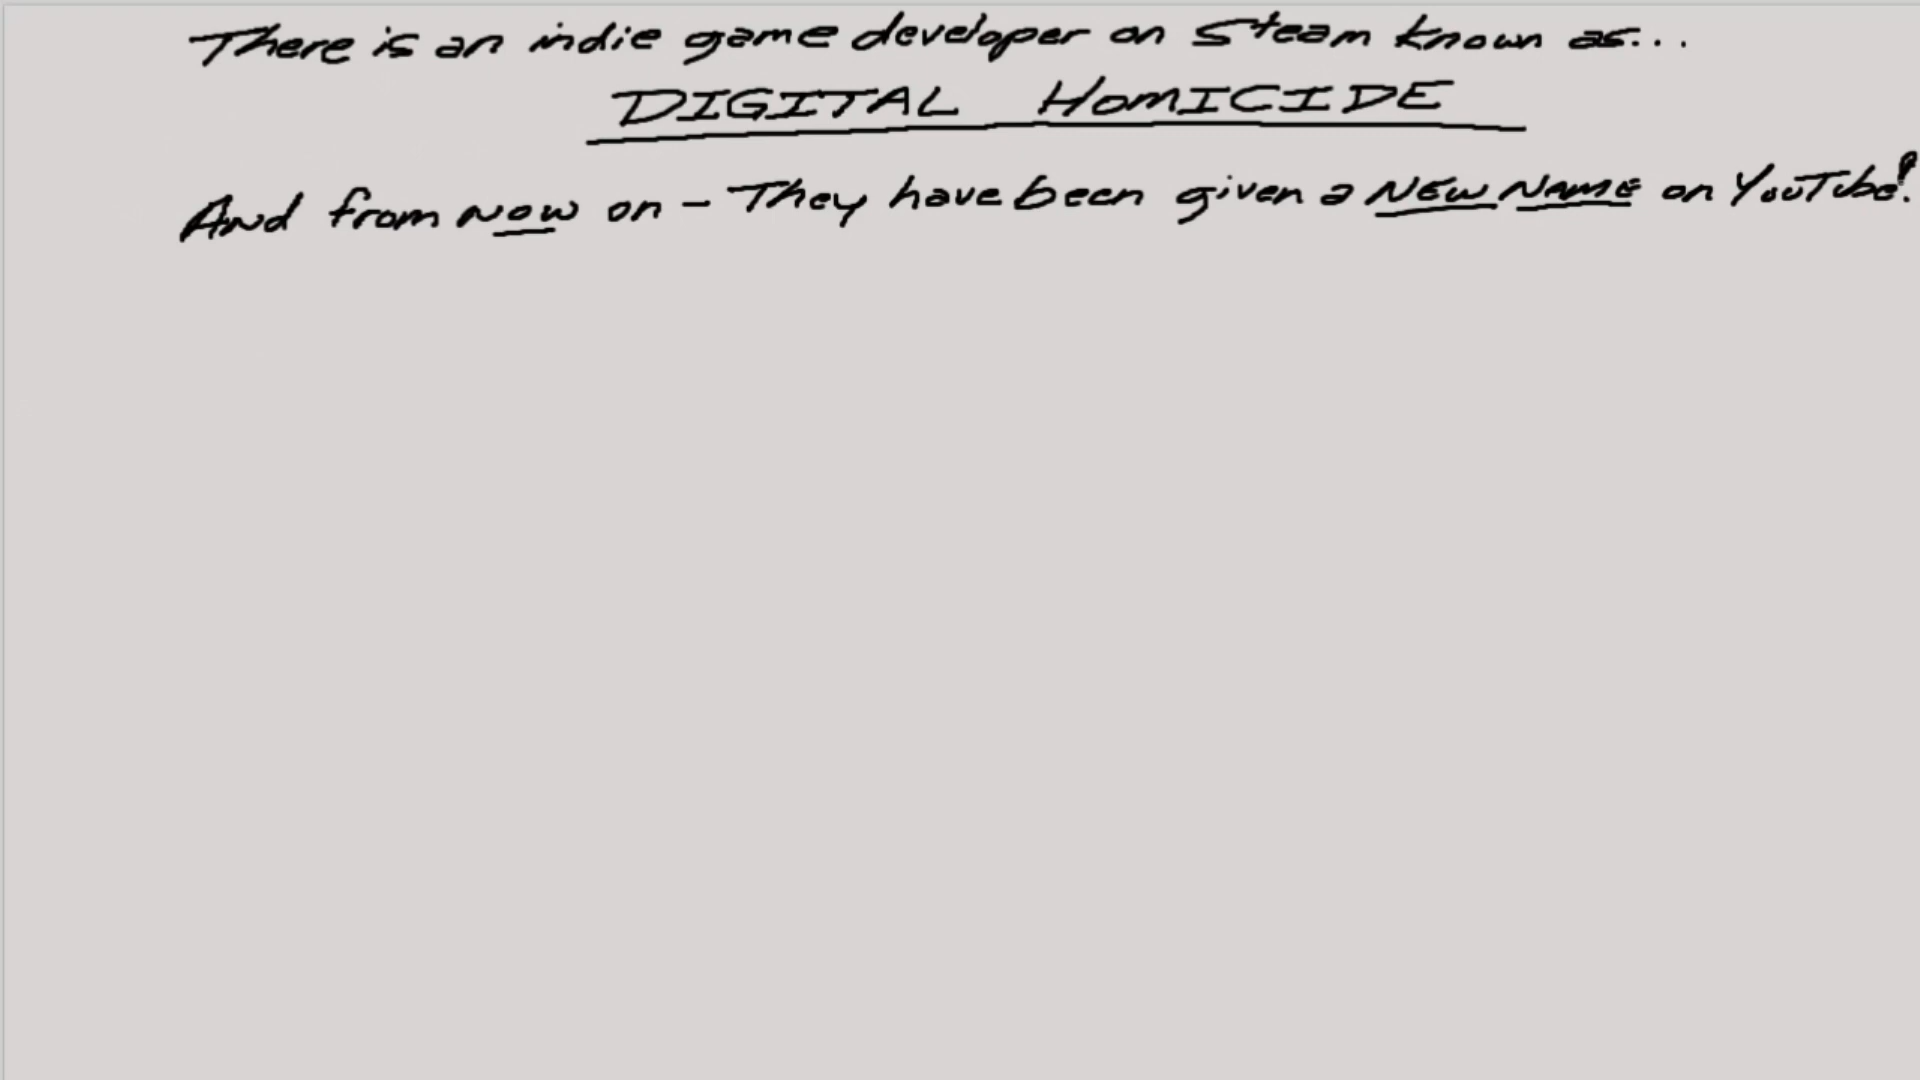 There is an indie game developer on Steam known as...
DIGITAL HOMICIDE
And from now on - They have been given a NEW NAME on YouTube!